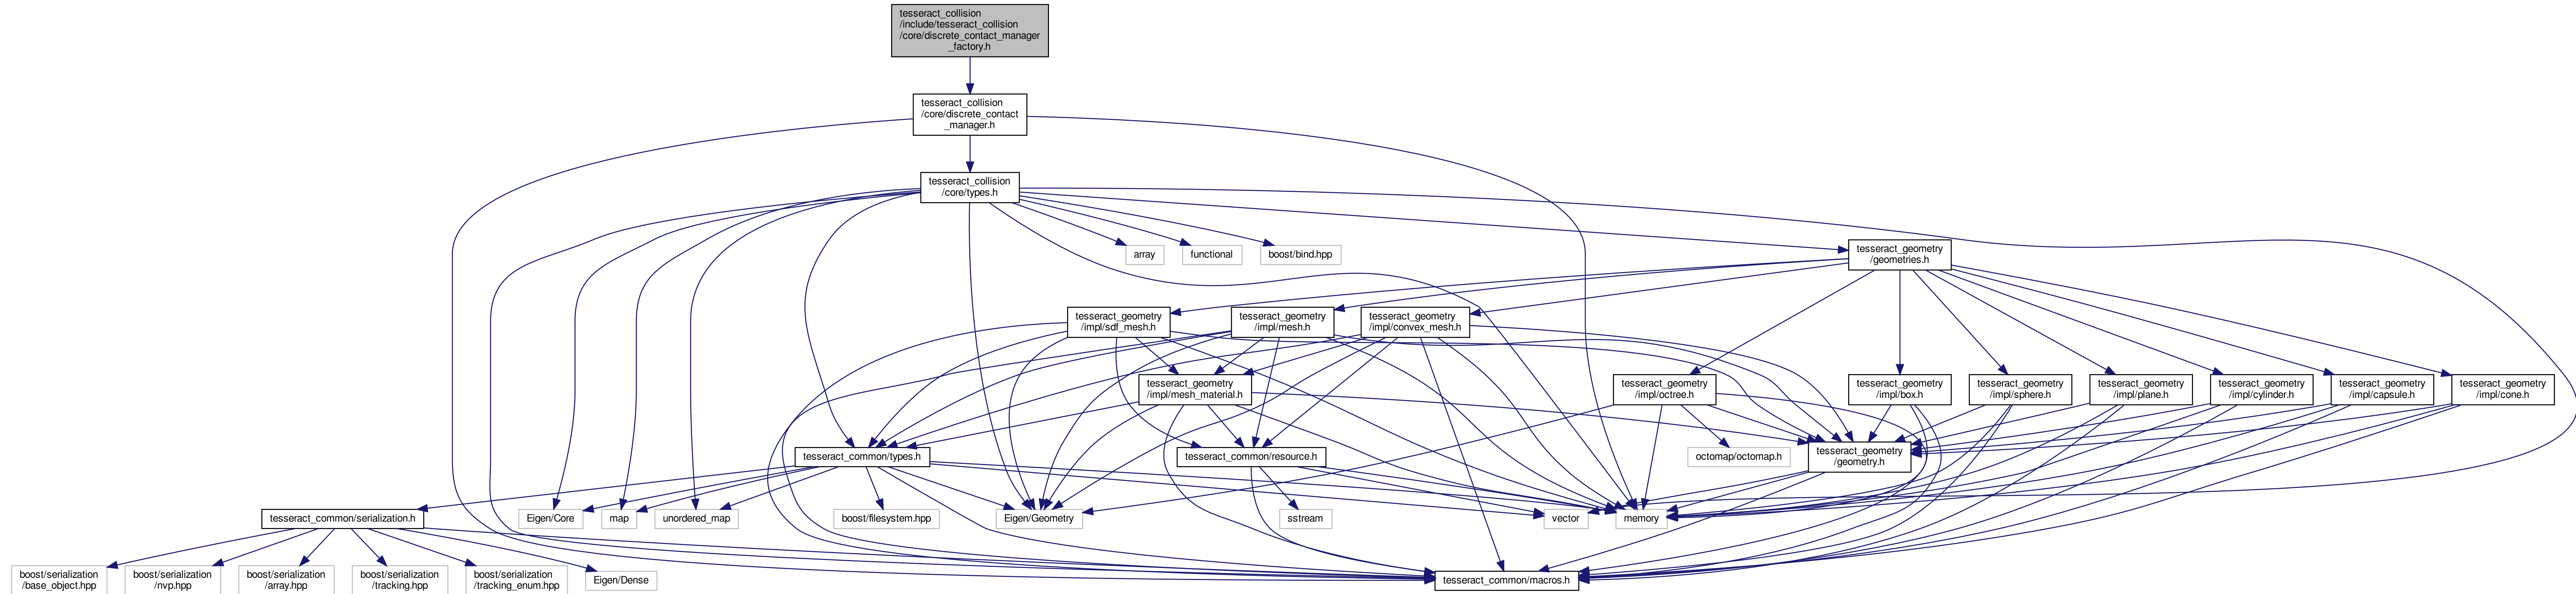 tesseract_collision
/include/tesseract_collision
/core/discrete_contact_manager
_factory.h
tesseract_collision
/core/discrete_contact
_manager.h
tesseract_collision
/core/types.h
array
functional
boost/bind.hpp
tesseract_geometry
/geometries.h
tesseract_geometry
/impl/sdf_mesh.h
tesseract_geometry
/impl/mesh.h
tesseract_geometry
/impl/convex_mesh.h
tesseract_geometry
/impl/mesh_material.h
tesseract_geometry
/impl/octree.h
tesseract_geometry
/impl/box.h
tesseract_geometry
/impl/sphere.h
tesseract_geometry
/impl/plane.h
tesseract_geometry
/impl/cylinder.h
tesseract_geometry
/impl/capsule.h
tesseract_geometry
/impl/cone.h
tesseract_common/types.h
tesseract_common/resource.h
octomap/octomap.h
tesseract_geometry
/geometry.h
tesseract_common/serialization.h
Eigen/Core
map
unordered_map
boost/filesystem.hpp
Eigen/Geometry
sstream
vector
memory
boost/serialization
/base_object.hpp
boost/serialization
/nvp.hpp
boost/serialization
/array.hpp
boost/serialization
/tracking.hpp
boost/serialization
/tracking_enum.hpp
Eigen/Dense
tesseract_common/macros.h